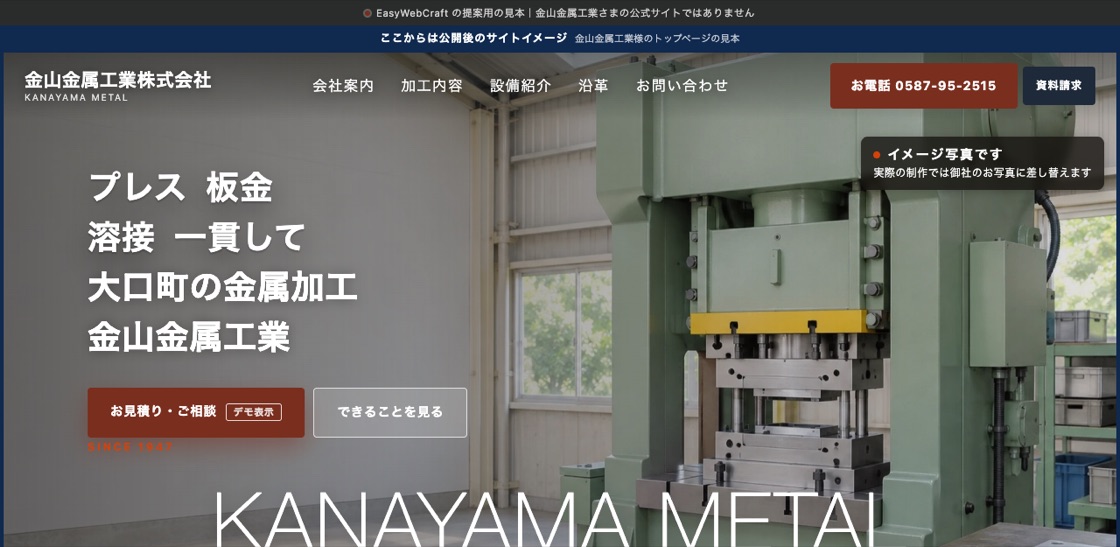 EasyWebCraft の提案用の見本｜金山金属工業さまの公式サイトではありません
ここからは公開後のサイトイメージ 金山金属工業様のトップページの見本
金山金属工業株式会社
KANAYAMA METAL
会社案内 加工内容 設備紹介 沿革 お問い合わせ
お電話 0587-95-2515
資料請求
イメージ写真です
実際の制作では御社のお写真に差し替えます
プレス 板金
溶接 一貫して
大口町の金属加工
金山金属工業
お見積り・ご相談 デモ表示
できることを見る
SINCE
KANAYAMA METAL